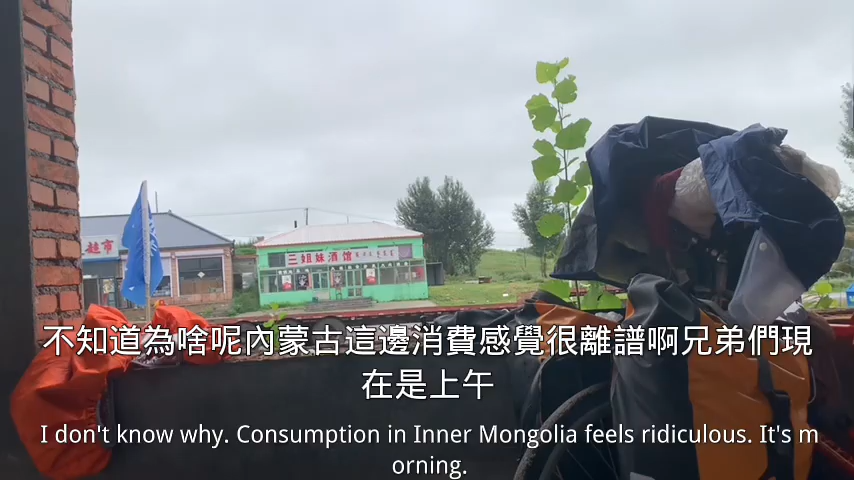 超市
三姐妹酒馆
不知道為啥呢內蒙古這邊消費感覺很離譜啊兄弟們現
在是上午
I don't know why. Consumption in Inner Mongolia feels ridiculous. It's m
orning.